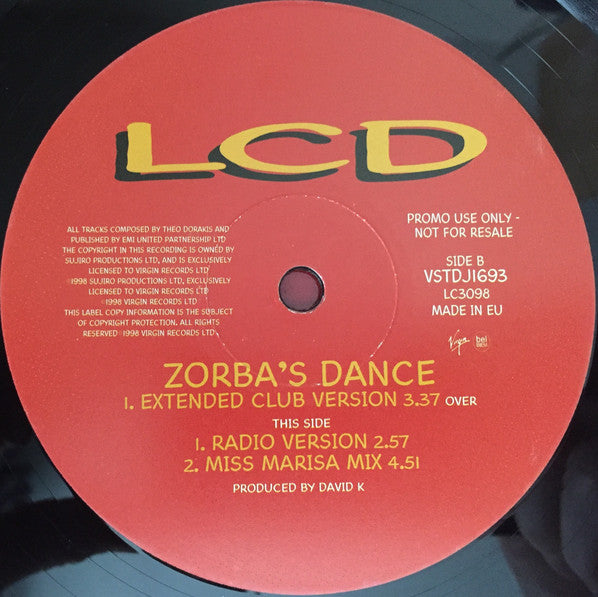 LCD
ALL TRACKS COMPOSED BY THEO DORAKIS AND
PUBLISHED BY EMI UNITED PARTNERSHIP LTD
THE COPYRIGHT IN THIS RECORDING IS OWNED BY
SUJIRO PRODUCTIONS LTD, AND IS EXCLUSIVELY
LICENSED TO VIRGIN RECORDS LTD
©1998 SUJIRO PRODUCTIONS LTD, EXCLUSIVELY
LICENSED TO VIRGIN RECORDS LTD
©1998 VIRGIN RECORDS LTD
THIS LABEL COPY INFORMATION IS THE SUBJECT
OF COPYRIGHT PROTECTION. ALL RIGHTS
RESERVED ©1998 VIRGIN RECORDS LTD
PROMO USE ONLY -
NOT FOR RESALE
SIDE B
VSTDJ1693
LC3098
MADE IN EU
Virgin bel
ZORBA'S DANCE
1. EXTENDED CLUB VERSION 3.37 OVER
THIS SIDE
1. RADIO VERSION 2.57
2. MISS MARISA MIX 4.51
PRODUCED BY DAVID K